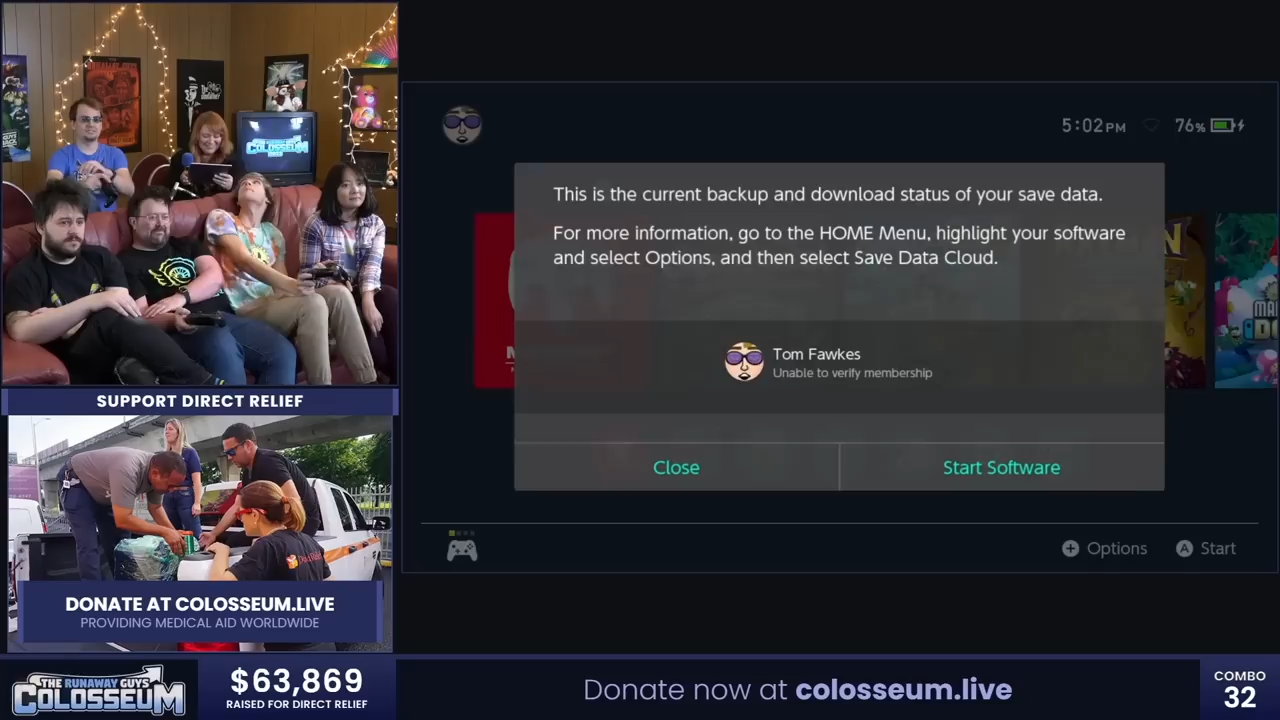 5:02 PM
76%
This is the current backup and download status of your save data.
For more information, go to the HOME Menu, highlight your software
and select Options, and then select Save Data Cloud.
Tom Fawkes
Unable to verify membership
Close
Start Software
Options
Start
SUPPORT DIRECT RELIEF
DONATE AT COLOSSEUM.LIVE
PROVIDING MEDICAL AID WORLDWIDE
THE RUNAWAY GUYS
COLOSSEUM
$63,869
RAISED FOR DIRECT RELIEF
Donate now at colosseum.live
COMBO
32